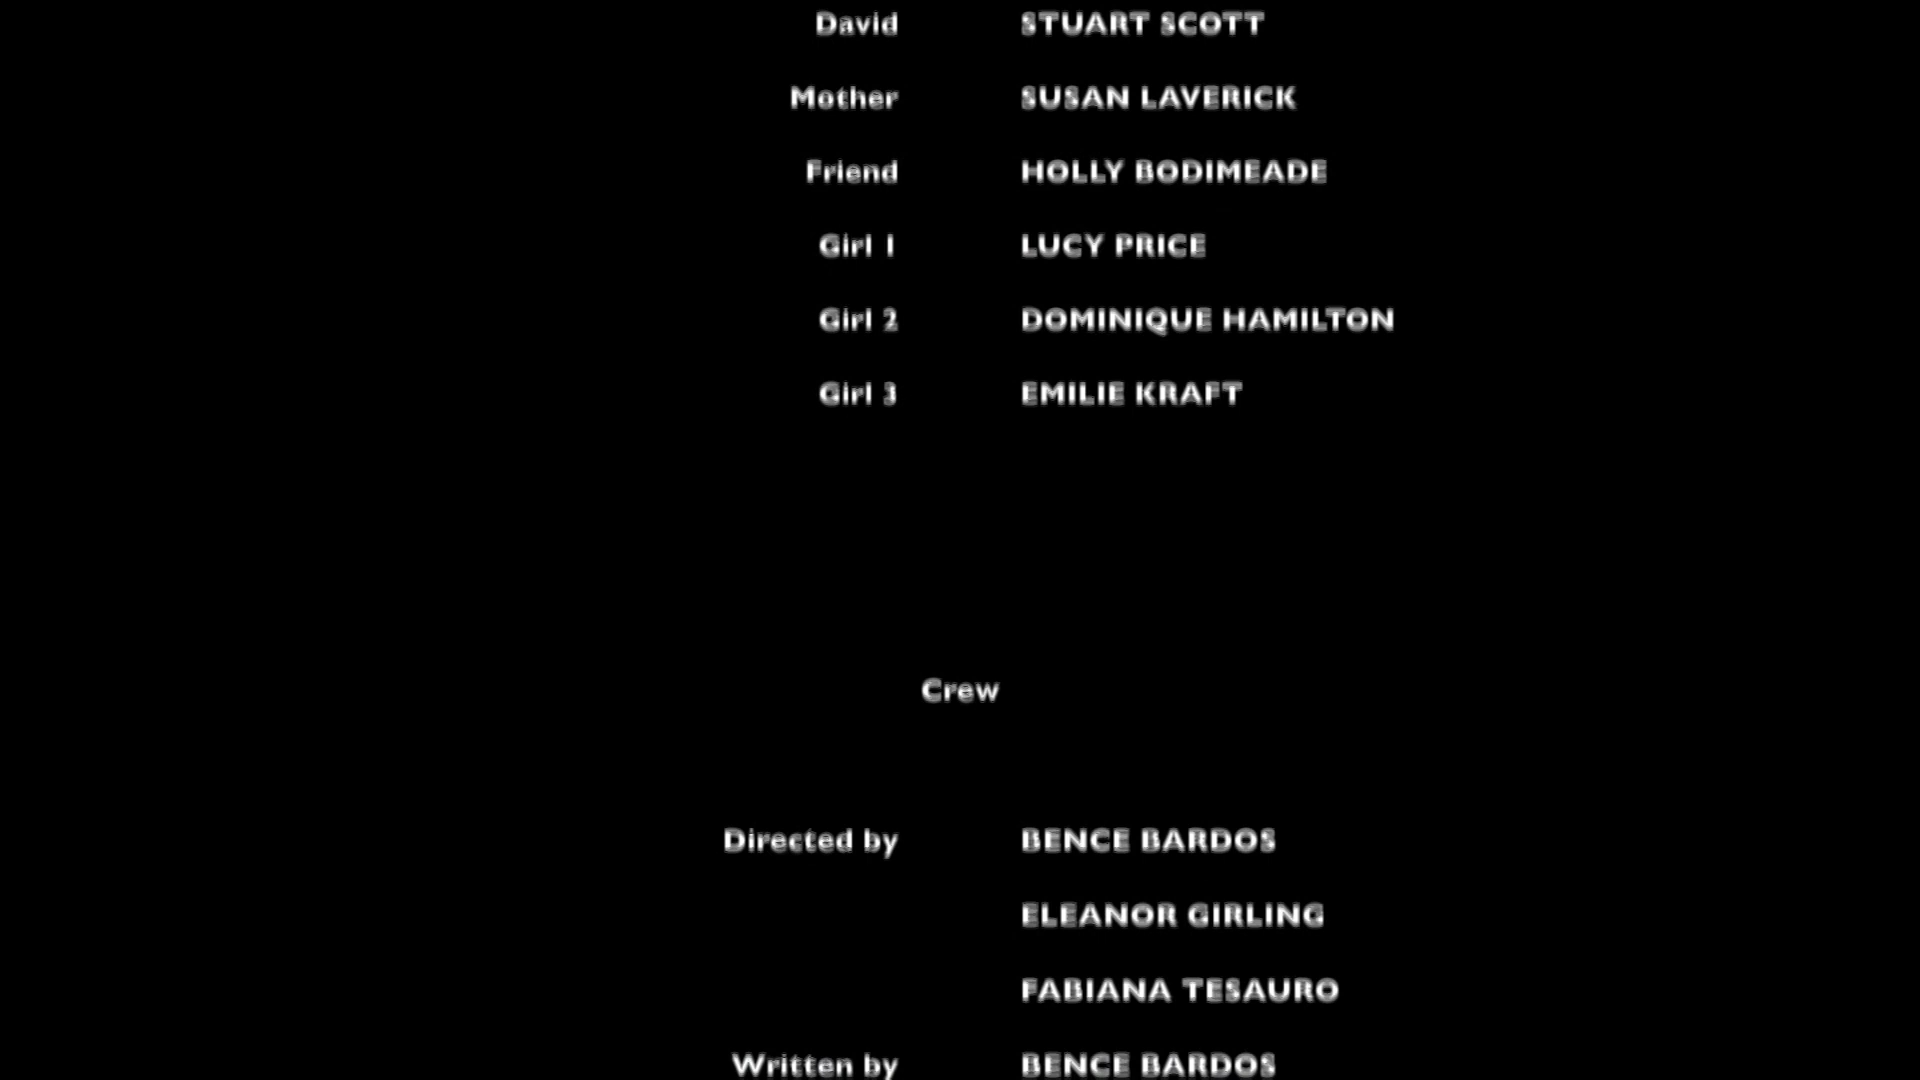 David STUART SCOTT
Mother SUSAN LAVERICK
Friend HOLLY BODIMEADE
Girl 1 LUCY PRICE
Girl 2 DOMINIQUE HAMILTON
Girl 3 EMILIE KRAFT
Crew
Directed by BENCE BARDOS
ELEANOR GIRLING
FABIANA TESAURO
Written by BENCE BARDOS